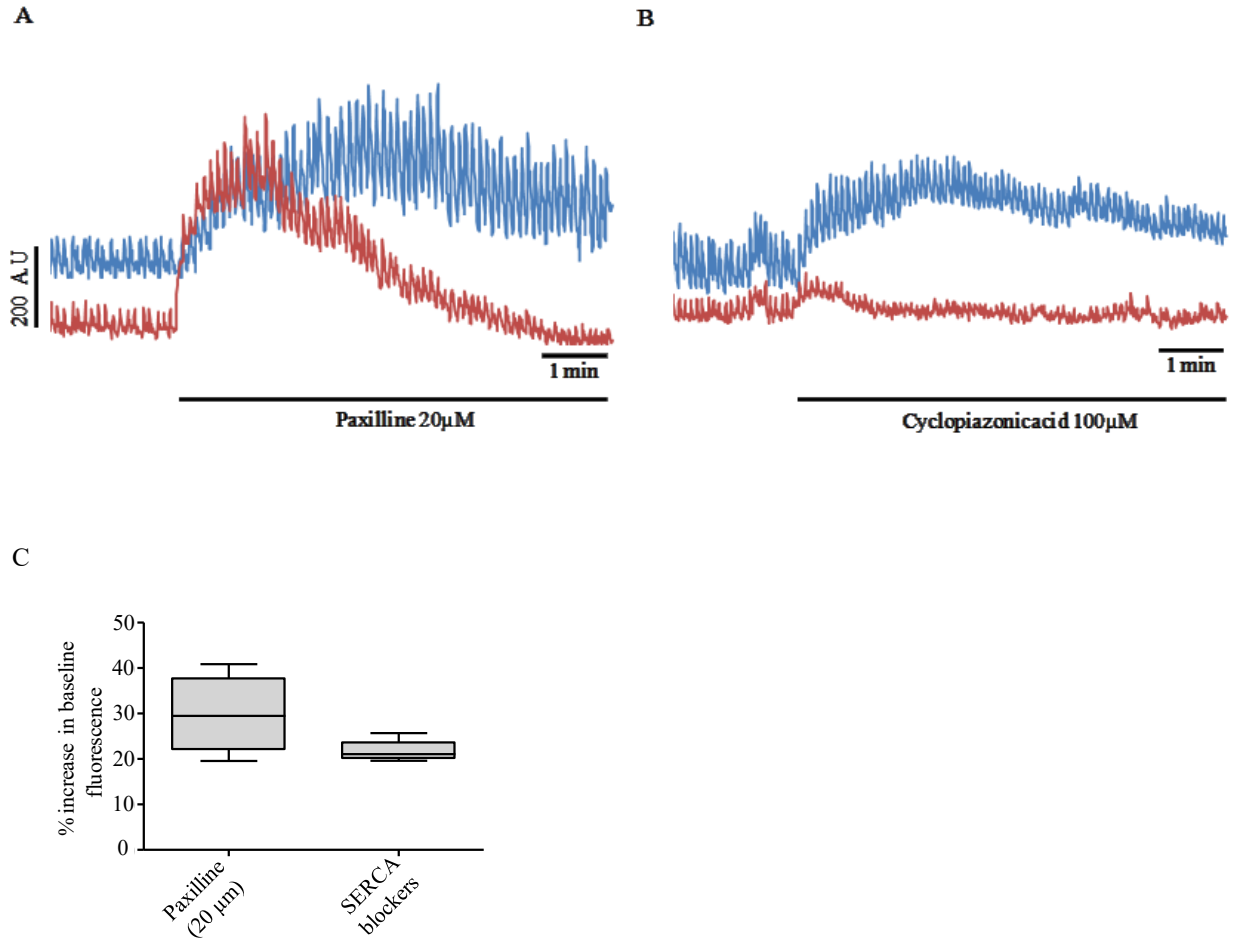 A
B
200 A.U
1 min
1 min
Paxilline 20µM
Cyclopiazonicacid 100µM
C
% increase in baseline
fluorescence
50
40
30
20
10
0
Paxilline
(20 µm)
SERCA
blockers